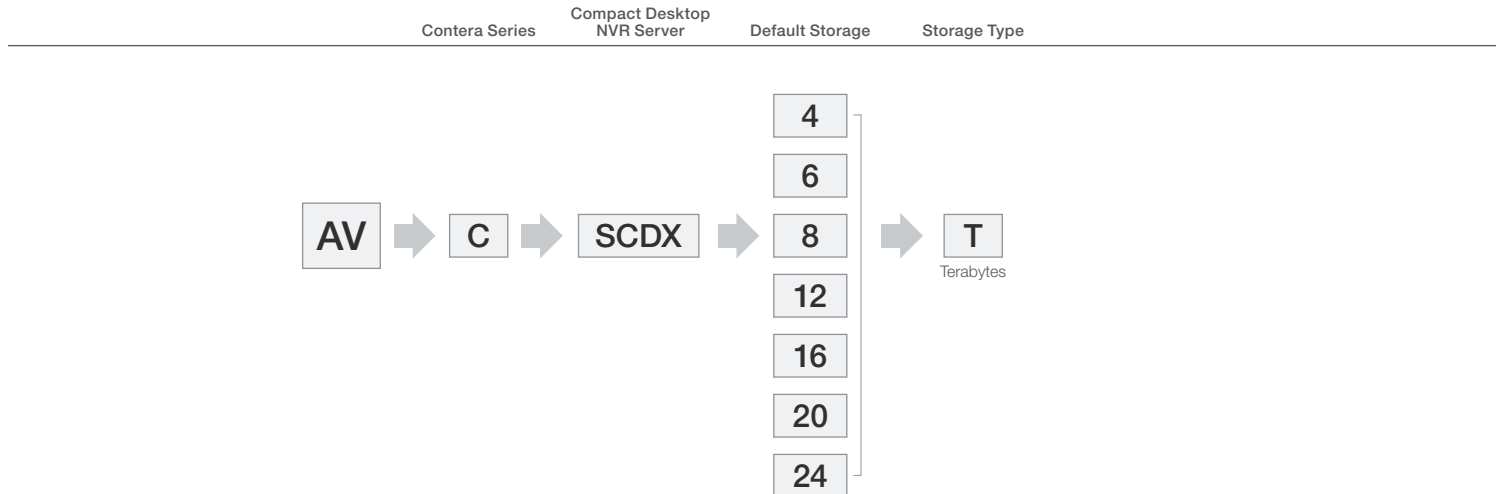 Contera Series
Compact Desktop
NVR Server
Default Storage
Storage Type
4
6
AV
C
SCDX
8
T
Terabytes
12
16
20
24